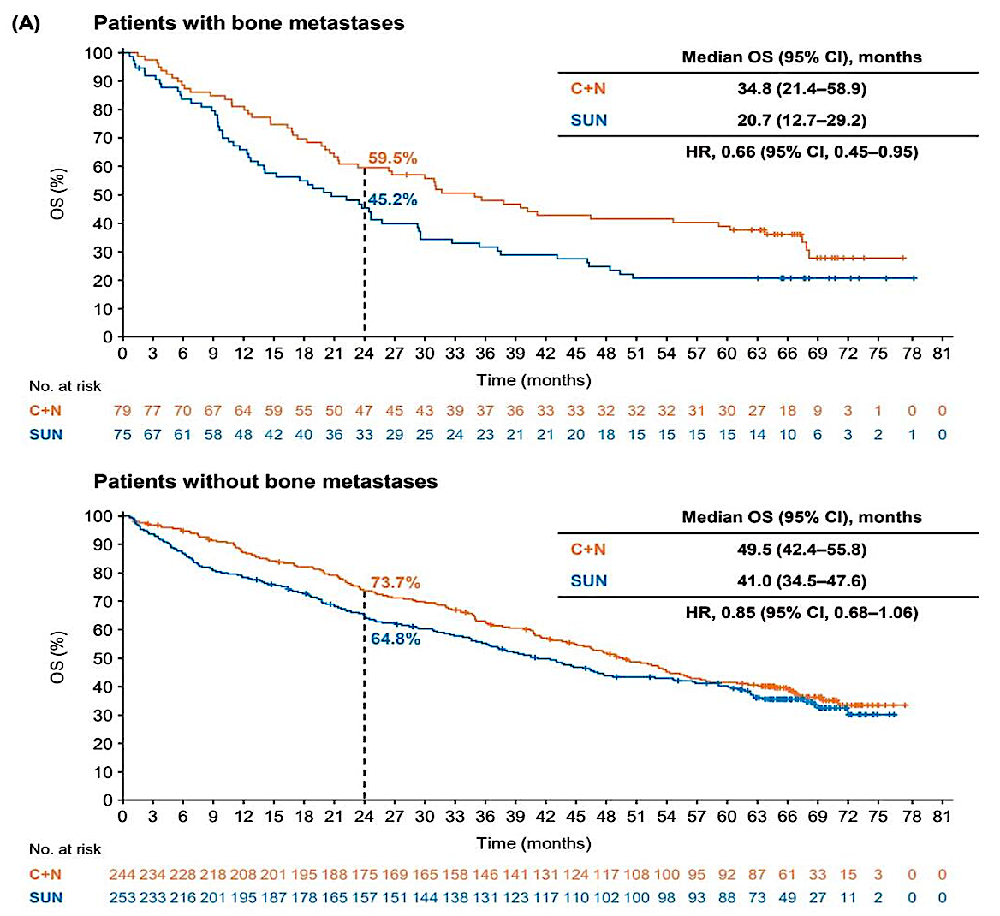 (A) Patients with bone metastases
Median OS (95% CI), months
C+N 34.8 (21.4–58.9)
SUN 20.7 (12.7–29.2)
HR, 0.66 (95% CI, 0.45–0.95)
OS (%)
100
90
80
70
60
50
40
30
20
10
0
59.5%
45.2%
0 3 6 9 12 15 18 21 24 27 30 33 36 39 42 45 48 51 54 57 60 63 66 69 72 75 78 81
Time (months)
No. at risk
C+N 79 77 70 67 64 59 55 50 47 45 43 39 37 36 33 33 32 32 32 31 30 27 18 9 3 1 0 0
SUN 75 67 61 58 48 42 40 36 33 29 25 24 23 21 21 20 18 15 15 15 15 14 10 6 3 2 1 0
Patients without bone metastases
Median OS (95% CI), months
C+N 49.5 (42.4–55.8)
SUN 41.0 (34.5–47.6)
HR, 0.85 (95% CI, 0.68–1.06)
OS (%)
100
90
80
70
60
50
40
30
20
10
0
73.7%
64.8%
0 3 6 9 12 15 18 21 24 27 30 33 36 39 42 45 48 51 54 57 60 63 66 69 72 75 78 81
Time (months)
No. at risk
C+N 244 234 228 218 208 201 195 188 175 169 165 158 146 141 131 124 117 108 100 95 92 87 61 33 15 3 0 0
SUN 253 233 216 201 195 187 178 165 157 151 144 138 131 123 117 110 102 100 98 93 88 73 49 27 11 2 0 0